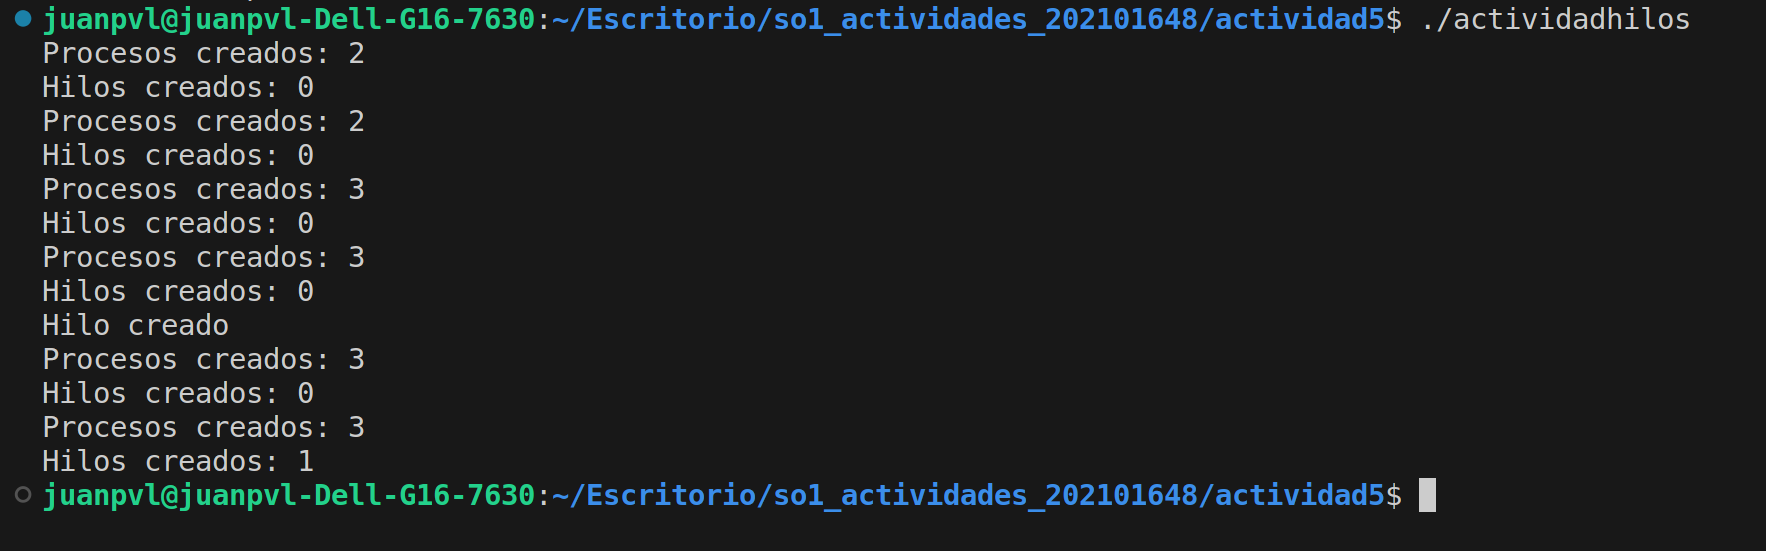 juanpvl@juanpvl-Dell-G16-7630:~/Escritorio/so1_actividades_202101648/actividad5$ ./actividadhilos
Procesos creados: 2
Hilos creados: 0
Procesos creados: 2
Hilos creados: 0
Procesos creados: 3
Hilos creados: 0
Procesos creados: 3
Hilos creados: 0
Hilo creado
Procesos creados: 3
Hilos creados: 0
Procesos creados: 3
Hilos creados: 1
juanpvl@juanpvl-Dell-G16-7630:~/Escritorio/so1_actividades_202101648/actividad5$